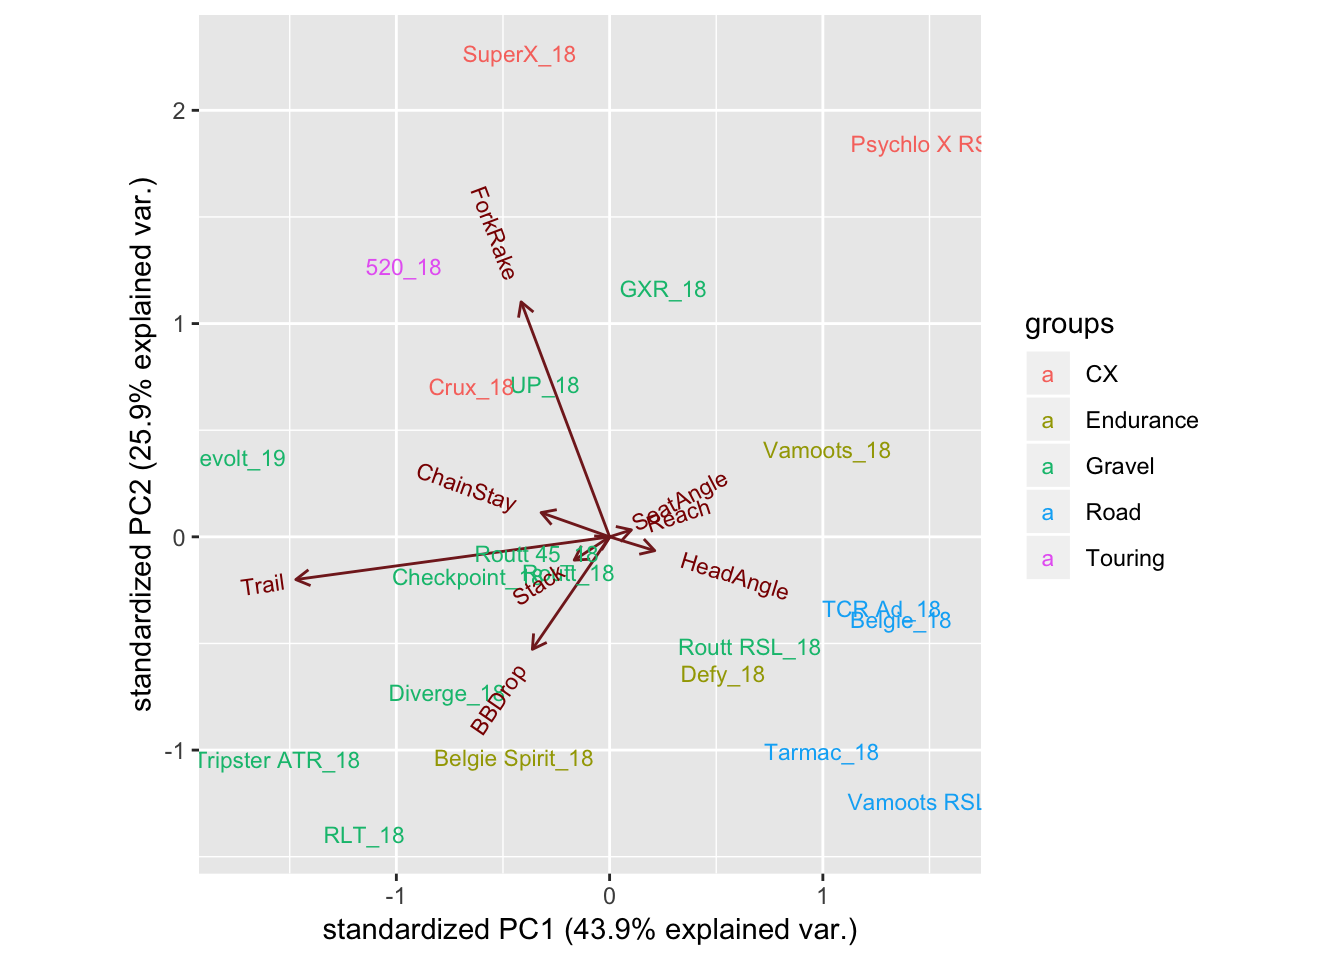 SuperX_18
Psychlo X RS
ForkRake
520_18
GXR_18
Crux_18
UP_18
evolt_19
Vamoots_18
ChainStay
SeatAngle
Reach
Routt 45_18
Trail
Checkpoint_18
Routt_18
Stack
HeadAngle
TCR Ad_18
Belgie_18
Routt RSL_18
Defy_18
Diverge_18
BBDrop
Tripster ATR_18
Belgie Spirit_18
Tarmac_18
Vamoots RSL
RLT_18
2
1
0
-1
-1
0
1
standardized PC1 (43.9% explained var.)
standardized PC2 (25.9% explained var.)
groups
a CX
a Endurance
a Gravel
a Road
a Touring